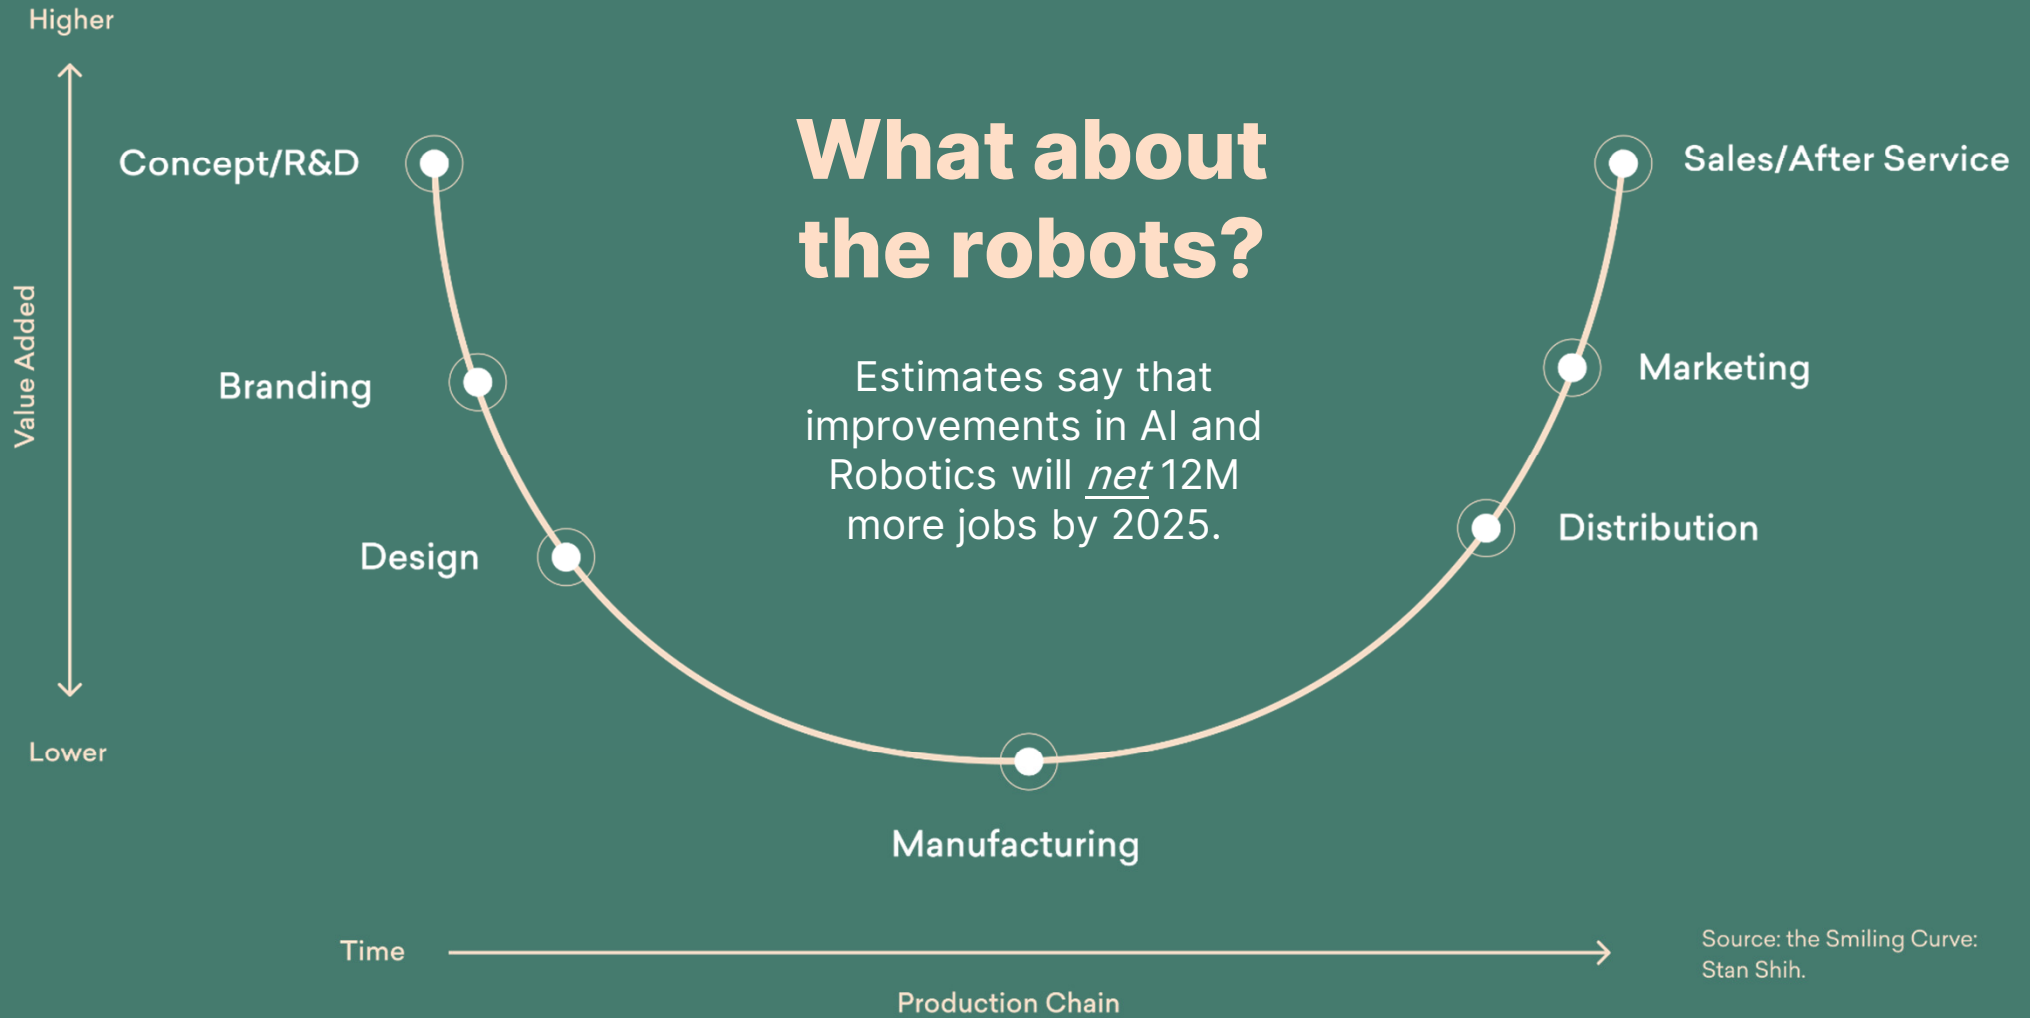 Higher
What about
the robots?
Concept/R&D
Sales/After Service
Value Added
Estimates say that
improvements in AI and
Robotics will net 12M
more jobs by 2025.
Branding
Marketing
Design
Distribution
Lower
Manufacturing
Time
Production Chain
Source: the Smiling Curve:
Stan Shih.